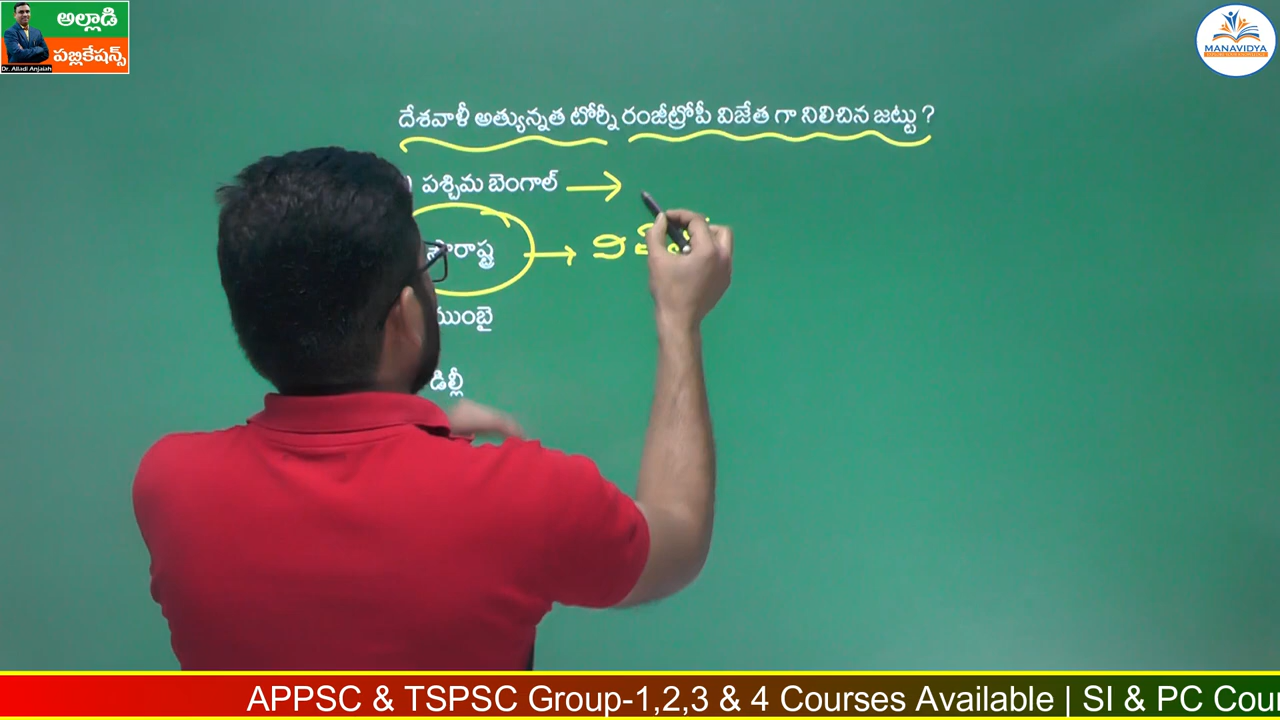 అల్లాడి
పబ్లికేషన్స్
Dr. Alladi Anjaiah
MANAVIDYA
దేశవాళీ అత్యున్నత టోర్నీ రంజీట్రోపీ విజేత గా నిలిచిన జట్టు ?
పశ్చిమ బెంగాల్
సౌరాష్ట్ర
ముంబై
డిల్లీ
APPSC & TSPSC Group-1,2,3 & 4 Courses Available | SI & PC Cou